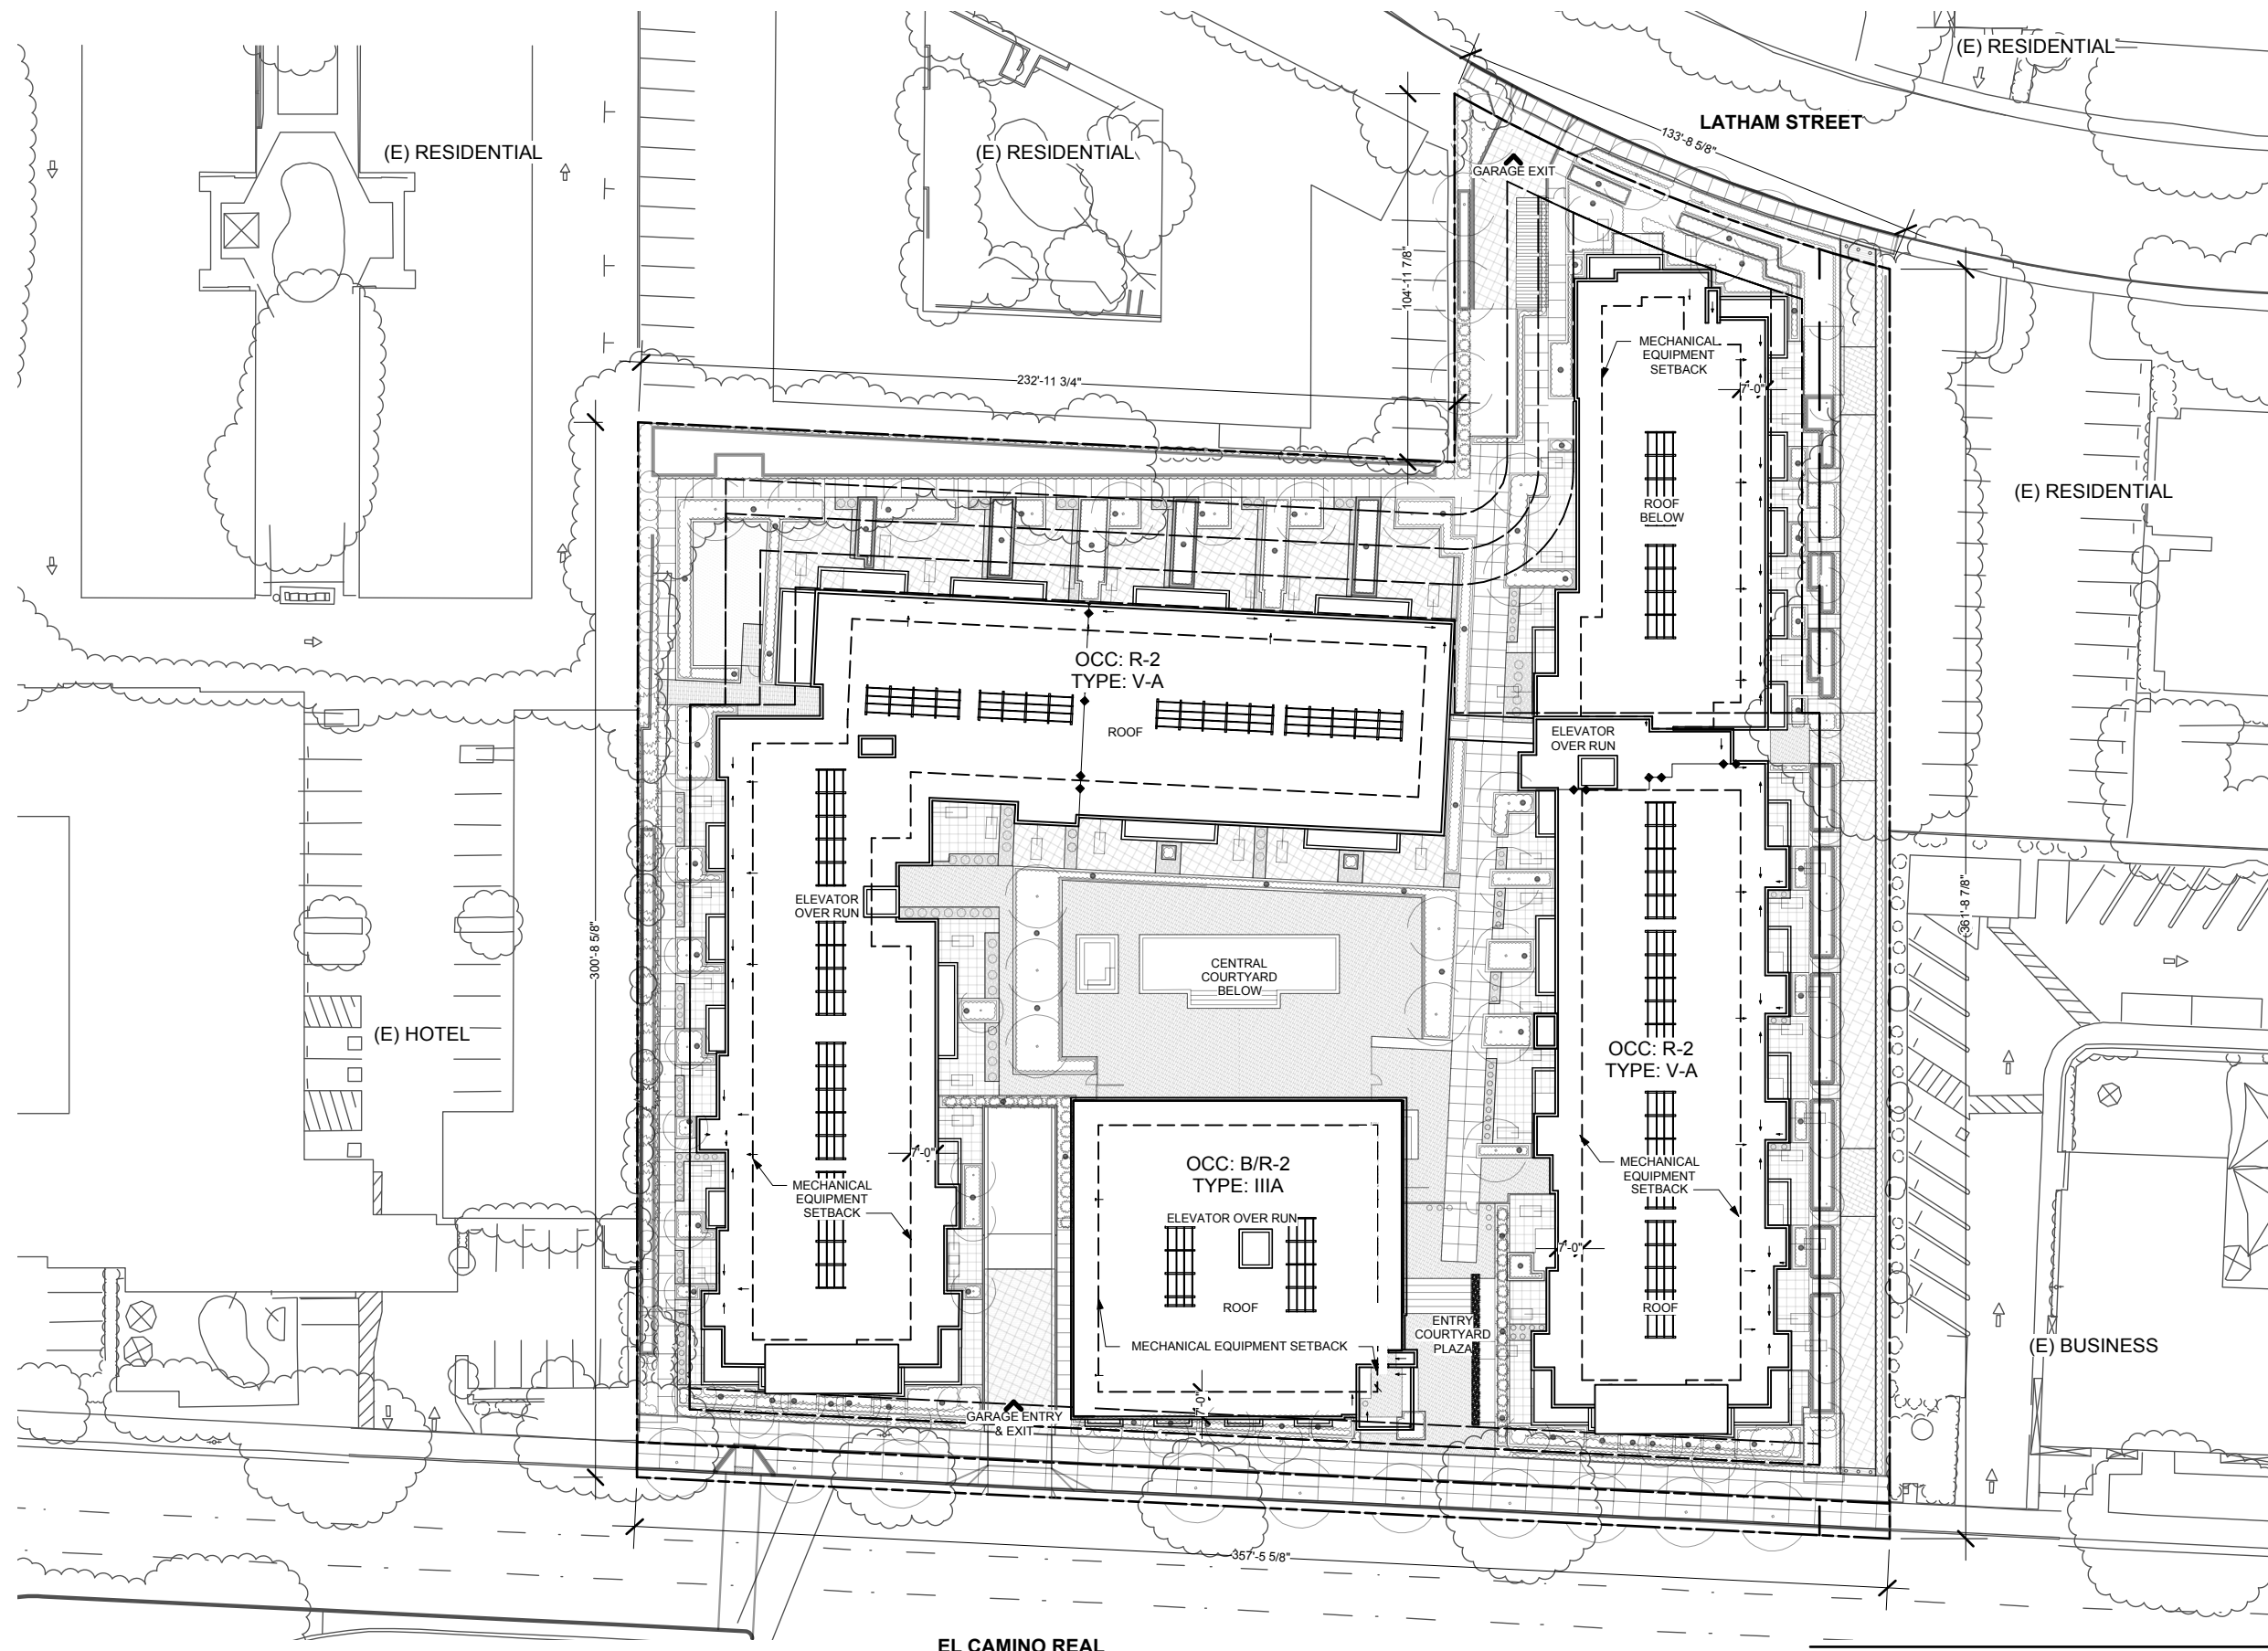 (E) RESIDENTIAL
(E) RESIDENTIAL
(E) RESIDENTIAL
LATHAM STREET
133'-8 5/8"
GARAGE EXIT
104'-11 7/8"
232'-11 3/4"
MECHANICAL
EQUIPMENT
SETBACK
7'-0"
(E) RESIDENTIAL
ROOF
BELOW
OCC: R-2
TYPE: V-A
ROOF
ELEVATOR
OVER RUN
ELEVATOR
OVER RUN
300'-8 5/8"
361'-8 7/8"
CENTRAL
COURTYARD
BELOW
(E) HOTEL
OCC: R-2
TYPE: V-A
7'-0"
MECHANICAL
EQUIPMENT
SETBACK
OCC: B/R-2
TYPE: IIIA
ELEVATOR OVER RUN
ROOF
MECHANICAL EQUIPMENT SETBACK
7'-0"
MECHANICAL
EQUIPMENT
SETBACK
7'-0"
ROOF
ENTRY
COURTYARD
PLAZA
(E) BUSINESS
GARAGE ENTRY
& EXIT
357'-5 5/8"
EL CAMINO REAL